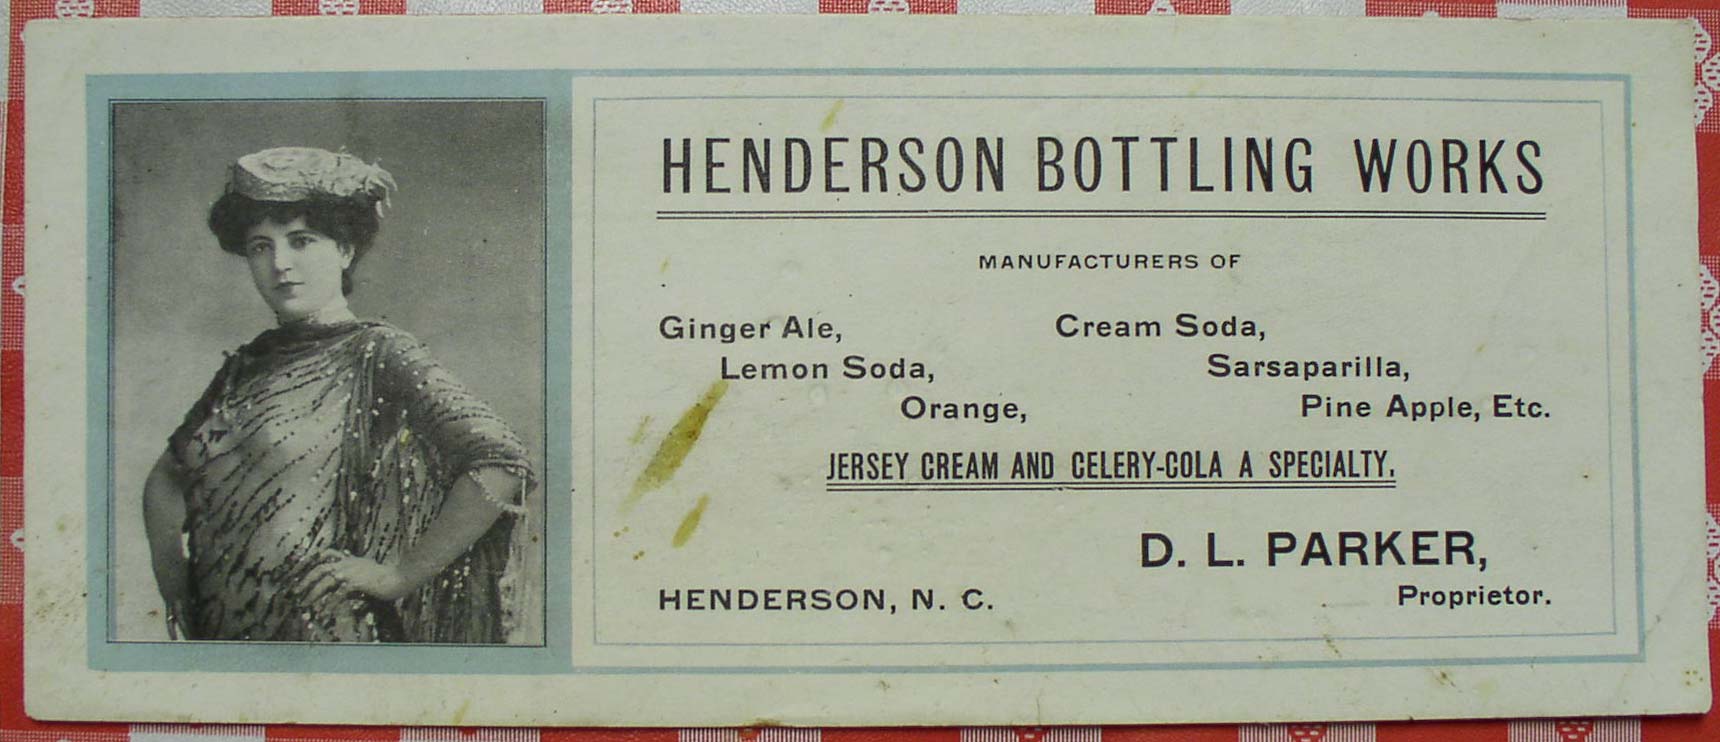 HENDERSON BOTTLING WORKS
MANUFACTURERS OF
Ginger Ale,
Lemon Soda,
Orange,
Cream Soda,
Sarsaparilla,
Pine Apple, Etc.
JERSEY CREAM AND CELERY-COLA A SPECIALTY.
D. L. PARKER,
Proprietor.
HENDERSON, N. C.